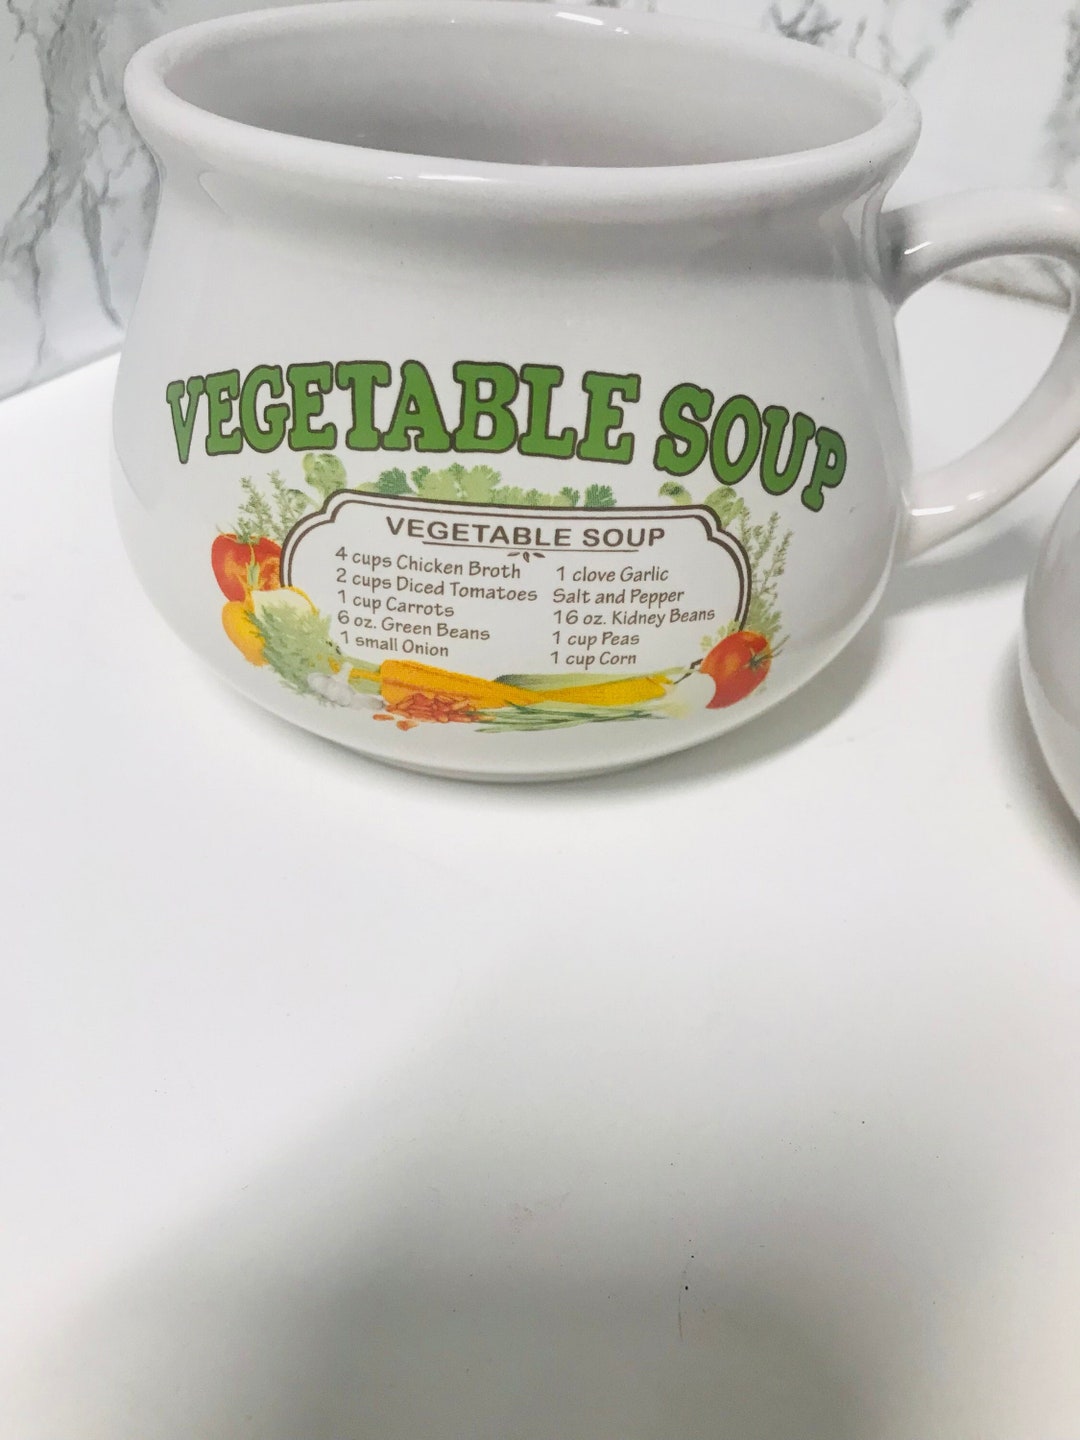 VEGETABLE SOUP
VEGETABLE SOUP
4 cups Chicken Broth
2 cups Diced Tomatoes
1 cup Carrots
6 oz. Green Beans
1 small Onion
1 clove Garlic
Salt and Pepper
16 oz. Kidney Beans
1 cup Peas
1 cup Corn